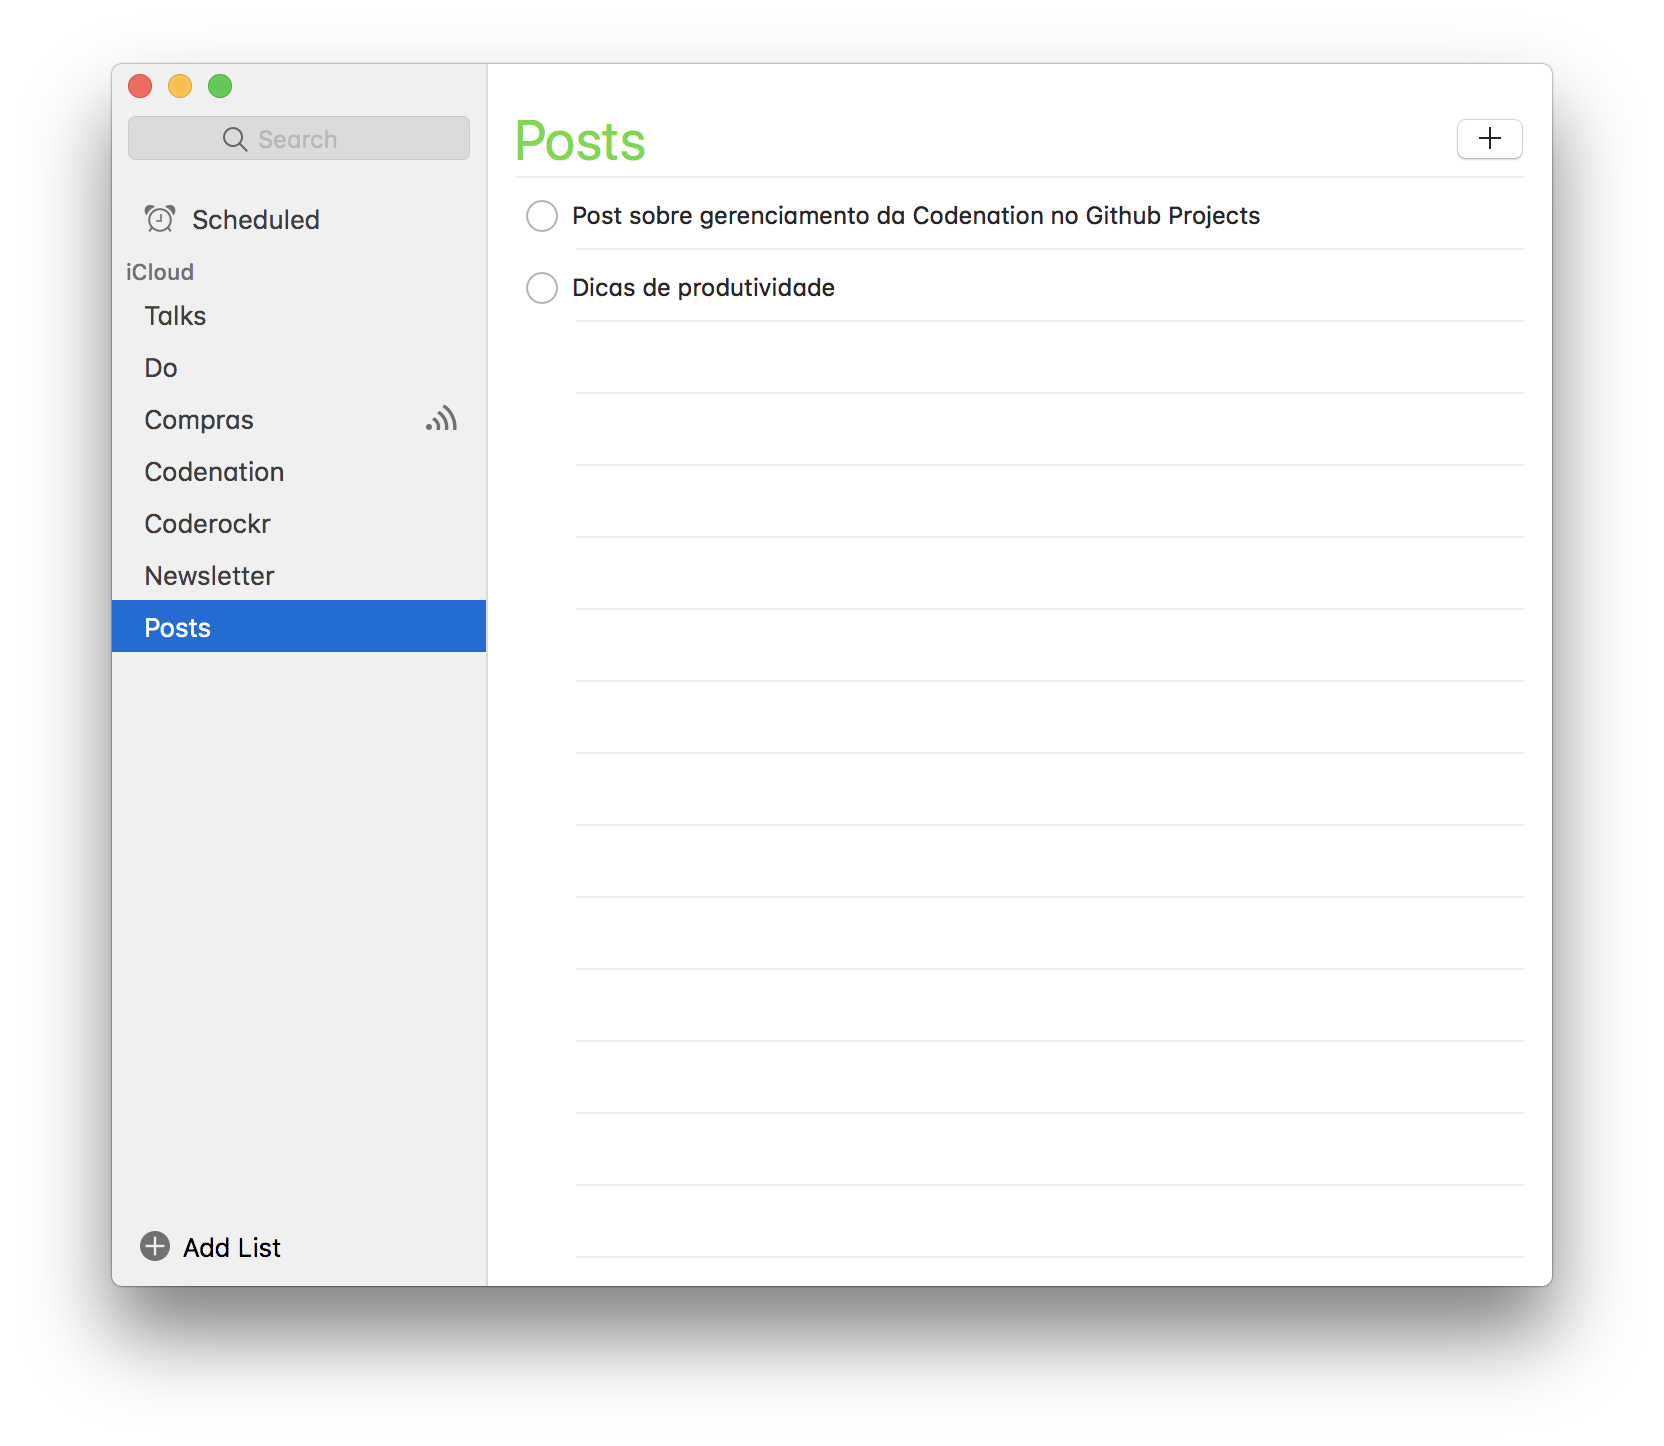 Search
Scheduled
iCloud
Talks
Do
Compras
Codenation
Coderockr
Newsletter
Posts
Add List
Posts
Post sobre gerenciamento da Codenation no Github Projects
Dicas de produtividade